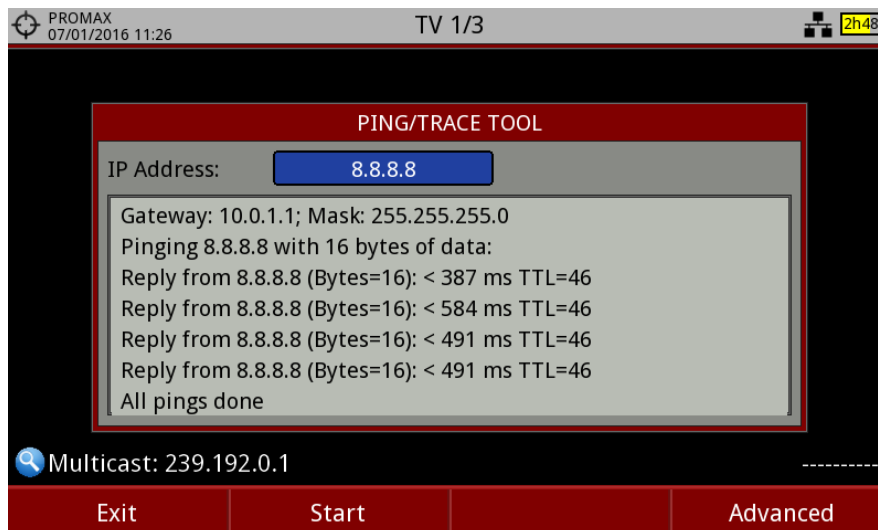 PROMAX
07/01/2016 11:26
TV 1/3
2h48
PING/TRACE TOOL
IP Address:
8.8.8.8
Gateway: 10.0.1.1; Mask: 255.255.255.0
Pinging 8.8.8.8 with 16 bytes of data:
Reply from 8.8.8.8 (Bytes=16): < 387 ms TTL=46
Reply from 8.8.8.8 (Bytes=16): < 584 ms TTL=46
Reply from 8.8.8.8 (Bytes=16): < 491 ms TTL=46
Reply from 8.8.8.8 (Bytes=16): < 491 ms TTL=46
All pings done
Multicast: 239.192.0.1
----------
Exit
Start
Advanced